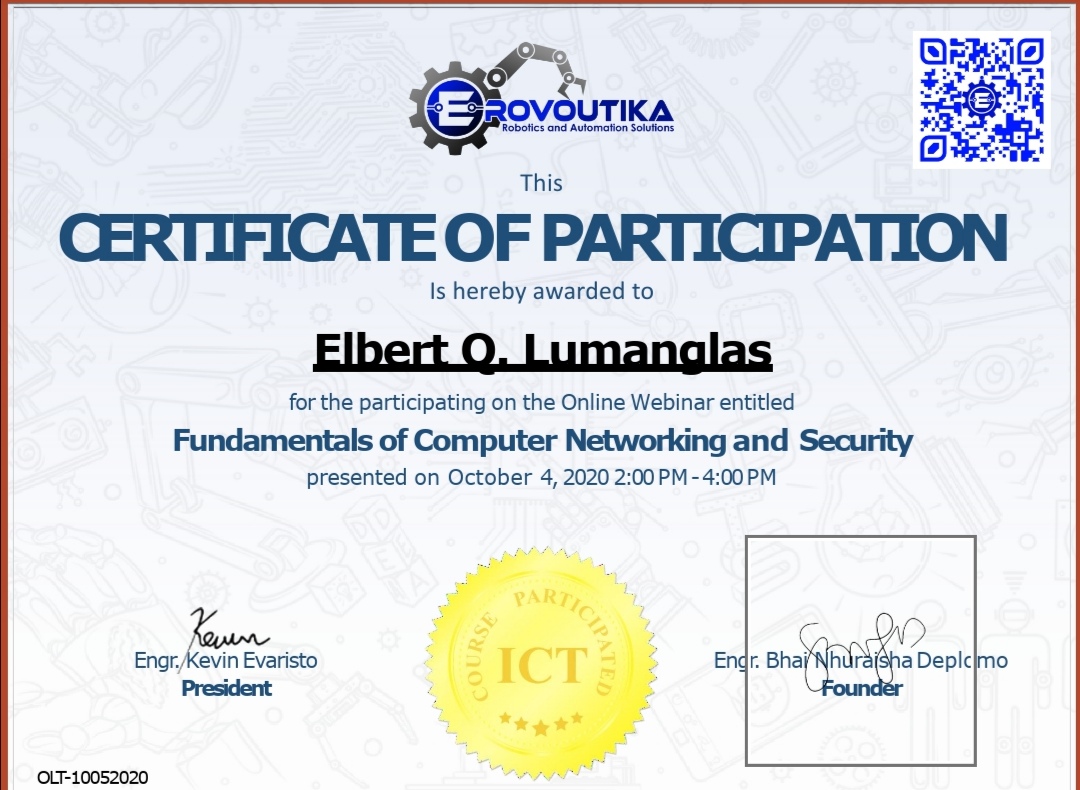 EROVOUTIKA
Robotics and Automation Solutions
This
CERTIFICATE OF PARTICIPATION
Is hereby awarded to
Elbert Q. Lumanglas
for the participating on the Online Webinar entitled
Fundamentals of Computer Networking and Security
presented on October 4, 2020 2:00 PM - 4:00 PM
COURSE PARTICIPATED
ICT
Kevin
Engr. Kevin Evaristo
President
Engr. Bhai Nhuraisha Deplomo
Founder
OLT-10052020